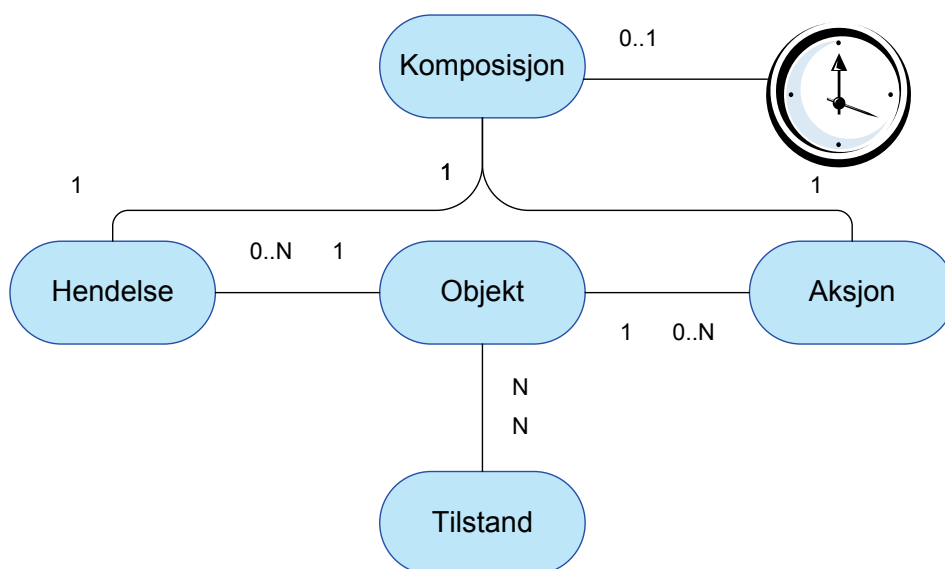 0..1
Komposisjon
1
1
1
0..N 1
Hendelse
Objekt
Aksjon
1 0..N
N
N
Tilstand